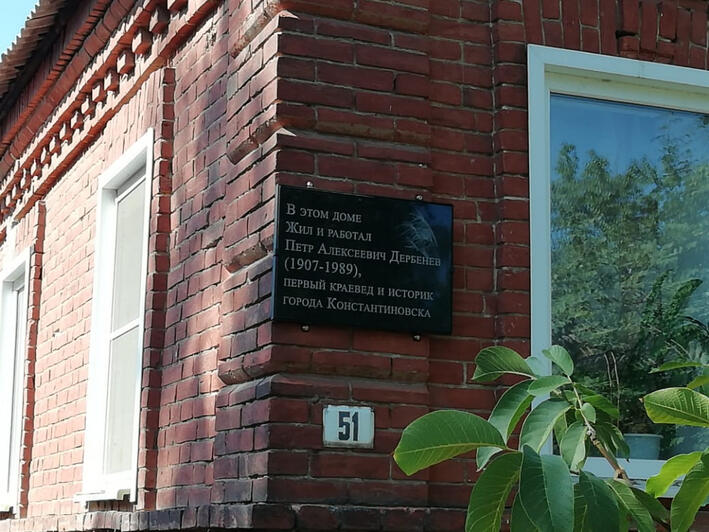 В этом доме
Жил и работал
Петр Алексеевич Дербенев
(1907-1989),
первый краевед и историк
города Константиновска
51